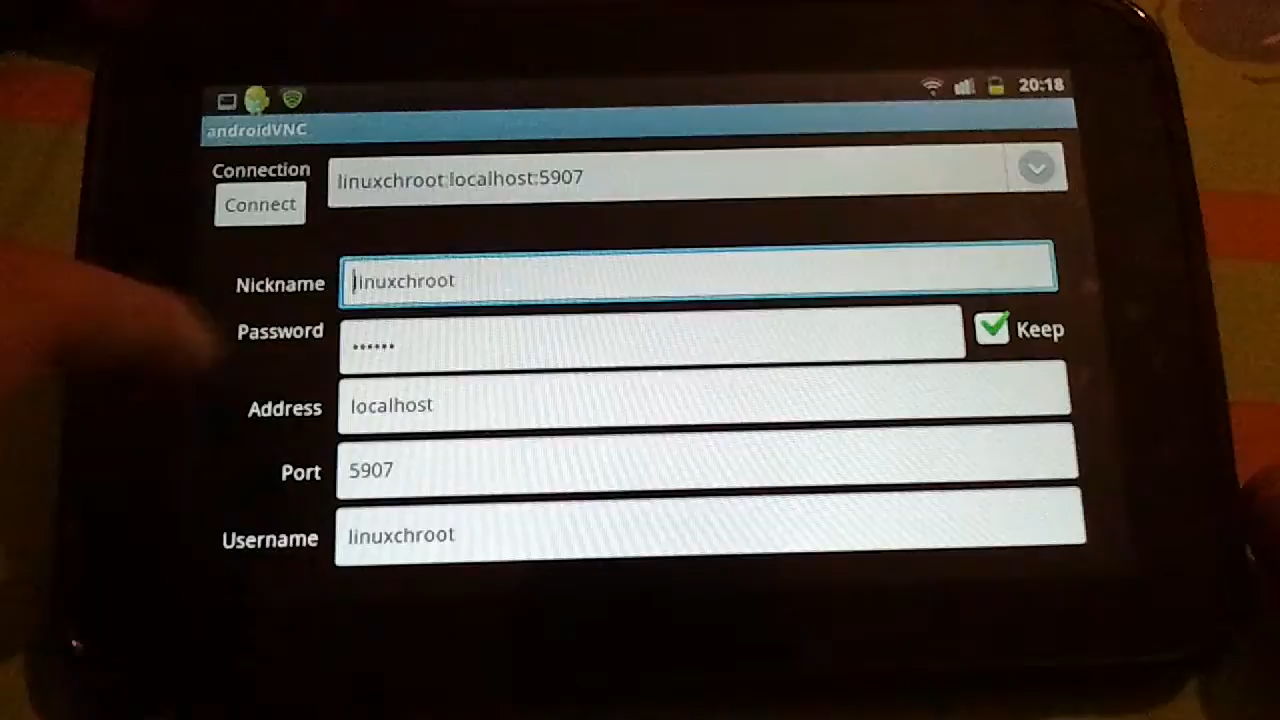 20:18
androidVNC
Connection
linuxchroot:localhost:5907
Connect
Nickname
linuxchroot
Password
••••••
Keep
Address
localhost
Port
5907
Username
linuxchroot